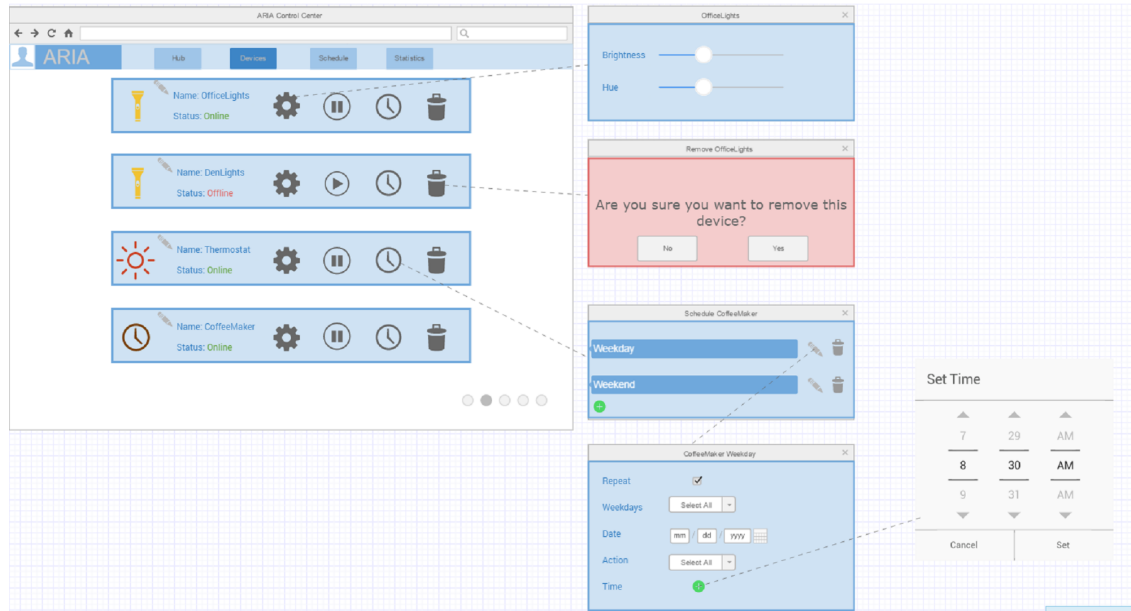 ARIA Control Center
ARIA
Hub
Devices
Schedule
Statistics
Name: OfficeLights
Status: Online
Name: DenLights
Status: Offline
Name: Thermostat
Status: Online
Name: CoffeeMaker
Status: Online
OfficeLights
Brightness
Hue
Remove OfficeLights
Are you sure you want to remove this
device?
No
Yes
Schedule CoffeeMaker
Weekday
Weekend
CoffeeMaker Weekday
Repeat
Weekdays Select All
Date mm / dd / yyyy
Action Select All
Time
Set Time
7 29 AM
8 30 AM
9 31 AM
Cancel Set